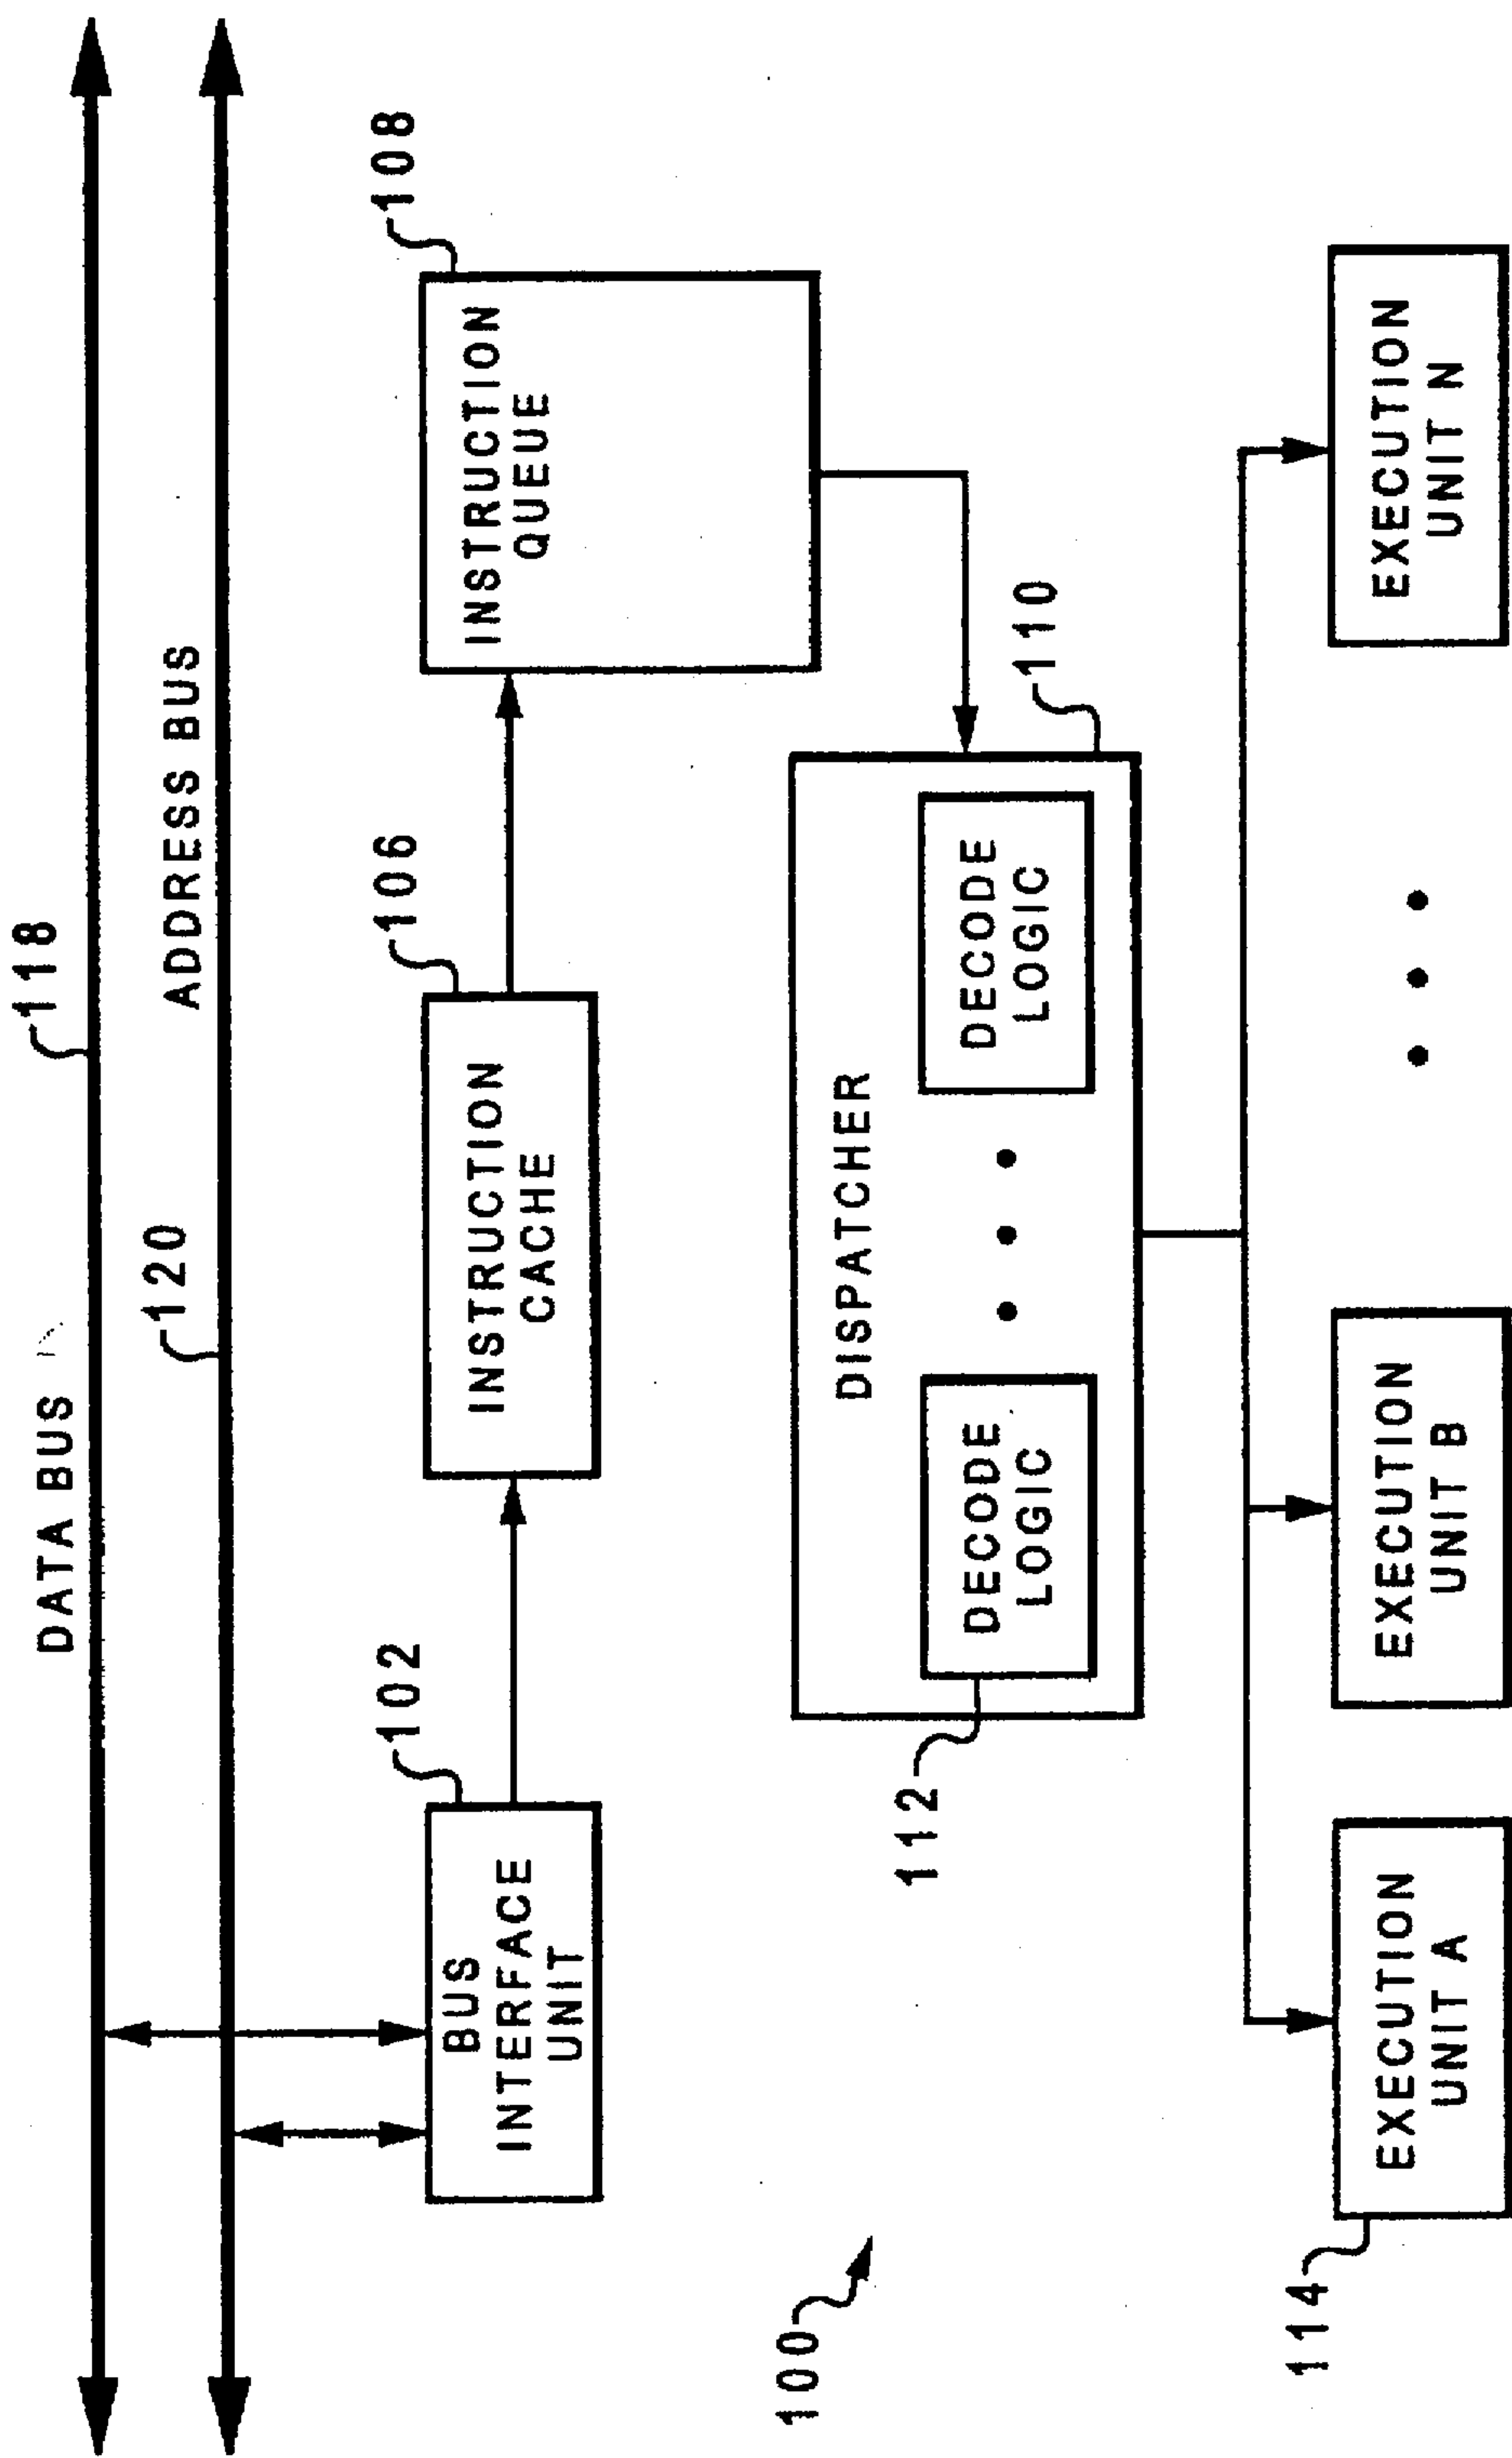 118
DATA BUS
120
ADDRESS BUS
102
106
108
BUS
INTERFACE
UNIT
INSTRUCTION
CACHE
INSTRUCTION
QUEUE
100
112
110
DISPATCHER
DECODE
LOGIC
DECODE
LOGIC
114
EXECUTION
UNIT A
EXECUTION
UNIT B
EXECUTION
UNIT N